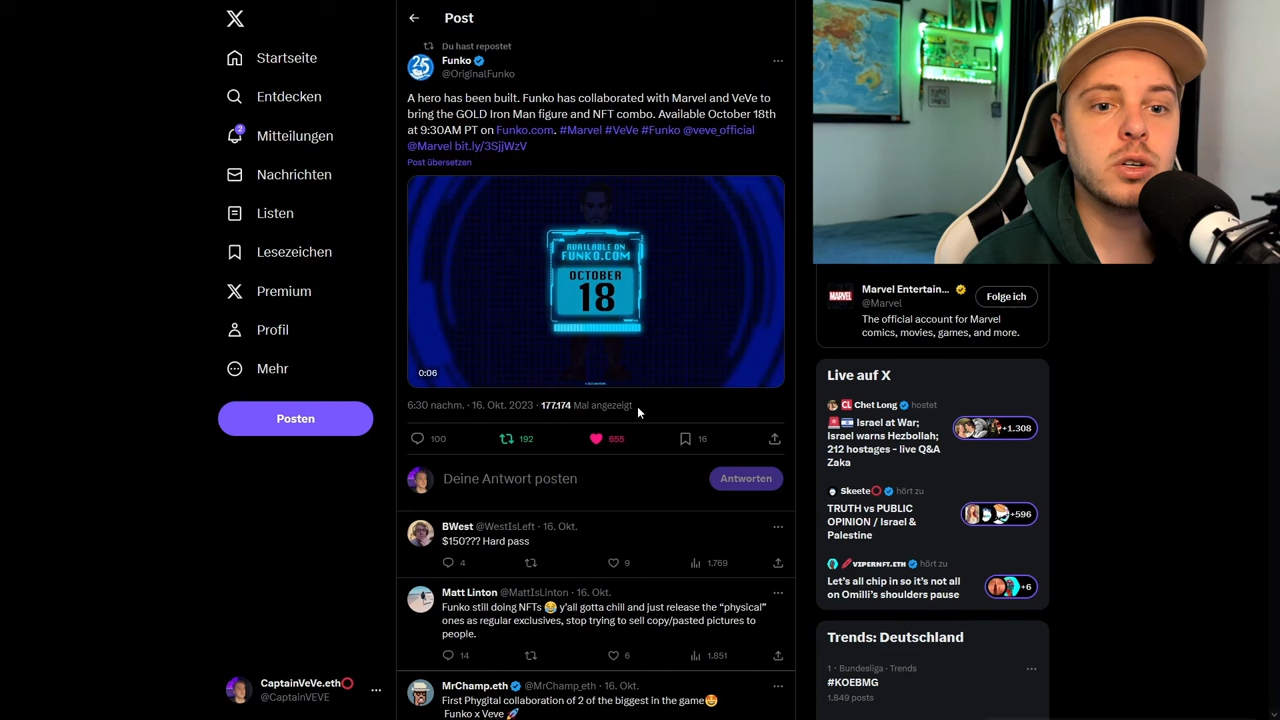 Post
Startseite
Entdecken
2
Mitteilungen
Nachrichten
Listen
Lesezeichen
Premium
Profil
Mehr
Posten
CaptainVeVe.eth⭕
@CaptainVEVE
Du hast repostet
25
Funko
@OriginalFunko
A hero has been built. Funko has collaborated with Marvel and VeVe to
bring the GOLD Iron Man figure and NFT combo. Available October 18th
at 9:30AM PT on Funko.com. #Marvel #VeVe #Funko @veve_official
@Marvel bit.ly/3SjjWzV
Post übersetzen
AVAILABLE ON
FUNKO.COM
OCTOBER
18
0:06
6:30 nachm. · 16. Okt. 2023 · 177.174 Mal angezeigt
100 192 655 16
Deine Antwort posten
Antworten
BWest @WestIsLeft · 16. Okt.
$150??? Hard pass
4 9 1.769
Matt Linton @MattIsLinton · 16. Okt.
Funko still doing NFTs 😂 y'all gotta chill and just release the “physical”
ones as regular exclusives, stop trying to sell copy/pasted pictures to
people.
14 6 1.851
MrChamp.eth @MrChamp_eth · 16. Okt.
First Phygital collaboration of 2 of the biggest in the game🤩
Funko x Veve 🚀
MARVEL
Marvel Entertain...
@Marvel
Folge ich
The official account for Marvel
comics, movies, games, and more.
Live auf X
CL Chet Long hostet
🚨🇮🇱 Israel at War;
Israel warns Hezbollah;
212 hostages - live Q&A
Zaka
+1.308
Skeete⭕ hört zu
TRUTH vs PUBLIC
OPINION / Israel &
Palestine
+596
VIPERNFT.ETH hört zu
Let's all chip in so it's not all
on Omilli's shoulders pause
+6
Trends: Deutschland
1 · Bundesliga · Trends
#KOEBMG
1.849 posts